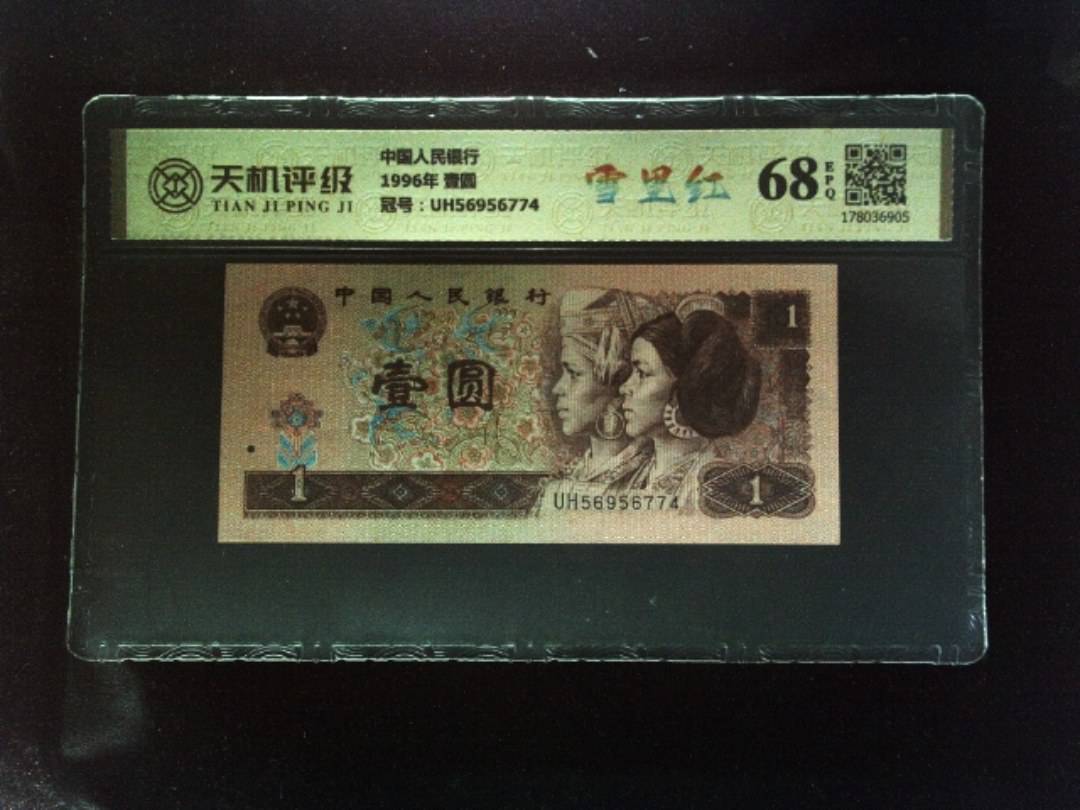 天机评级
TIAN JI PING JI
中国人民银行
1996年 壹圆
冠号：UH56956774
雪里红
68
EPQ
178036905
中国人民银行
1
壹圆
1
UH56956774
1